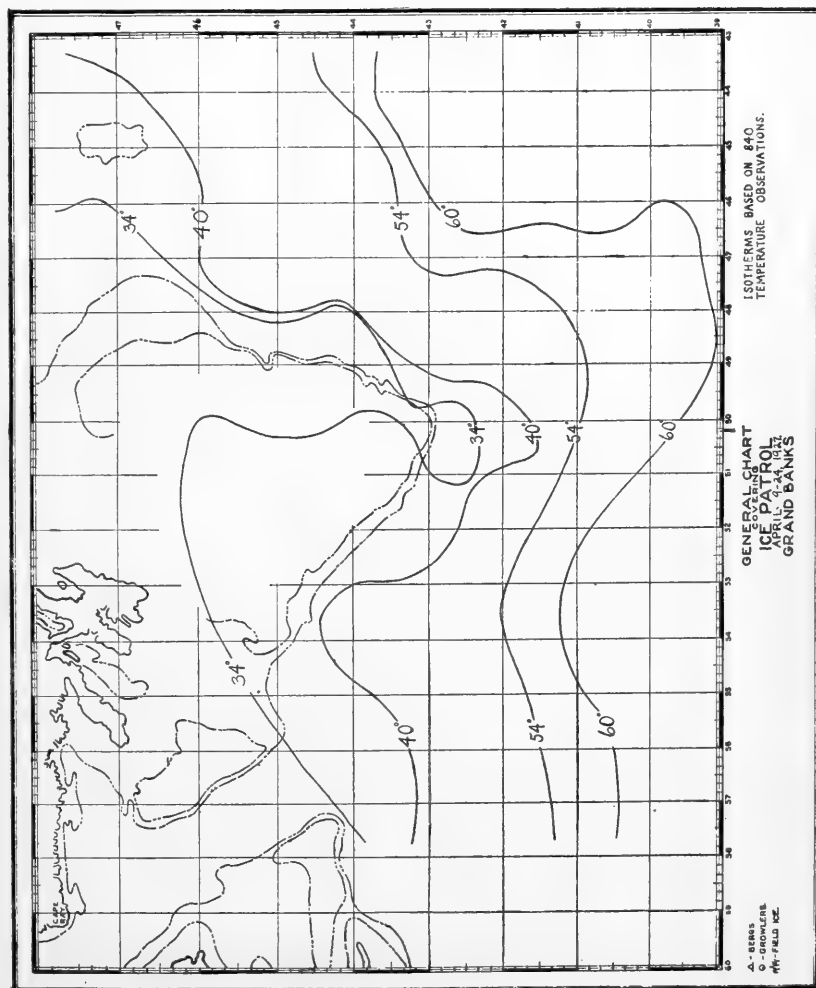 47
46
45
44
43
42
41
40
39
34°
40°
54°
60°
34°
40°
54°
60°
34°
40°
54°
60°
CAPE
RAY
60 59 58 57 56 55 54 53 52 51 50 49 48 47 46 45 44 43
△ - BERGS
○ - GROWLERS
- FIELD ICE
GENERAL CHART
COVERING
ICE PATROL
APRIL 9-24,
GRAND BANKS
ISOTHERMS BASED ON 840
TEMPERATURE OBSERVATIONS.